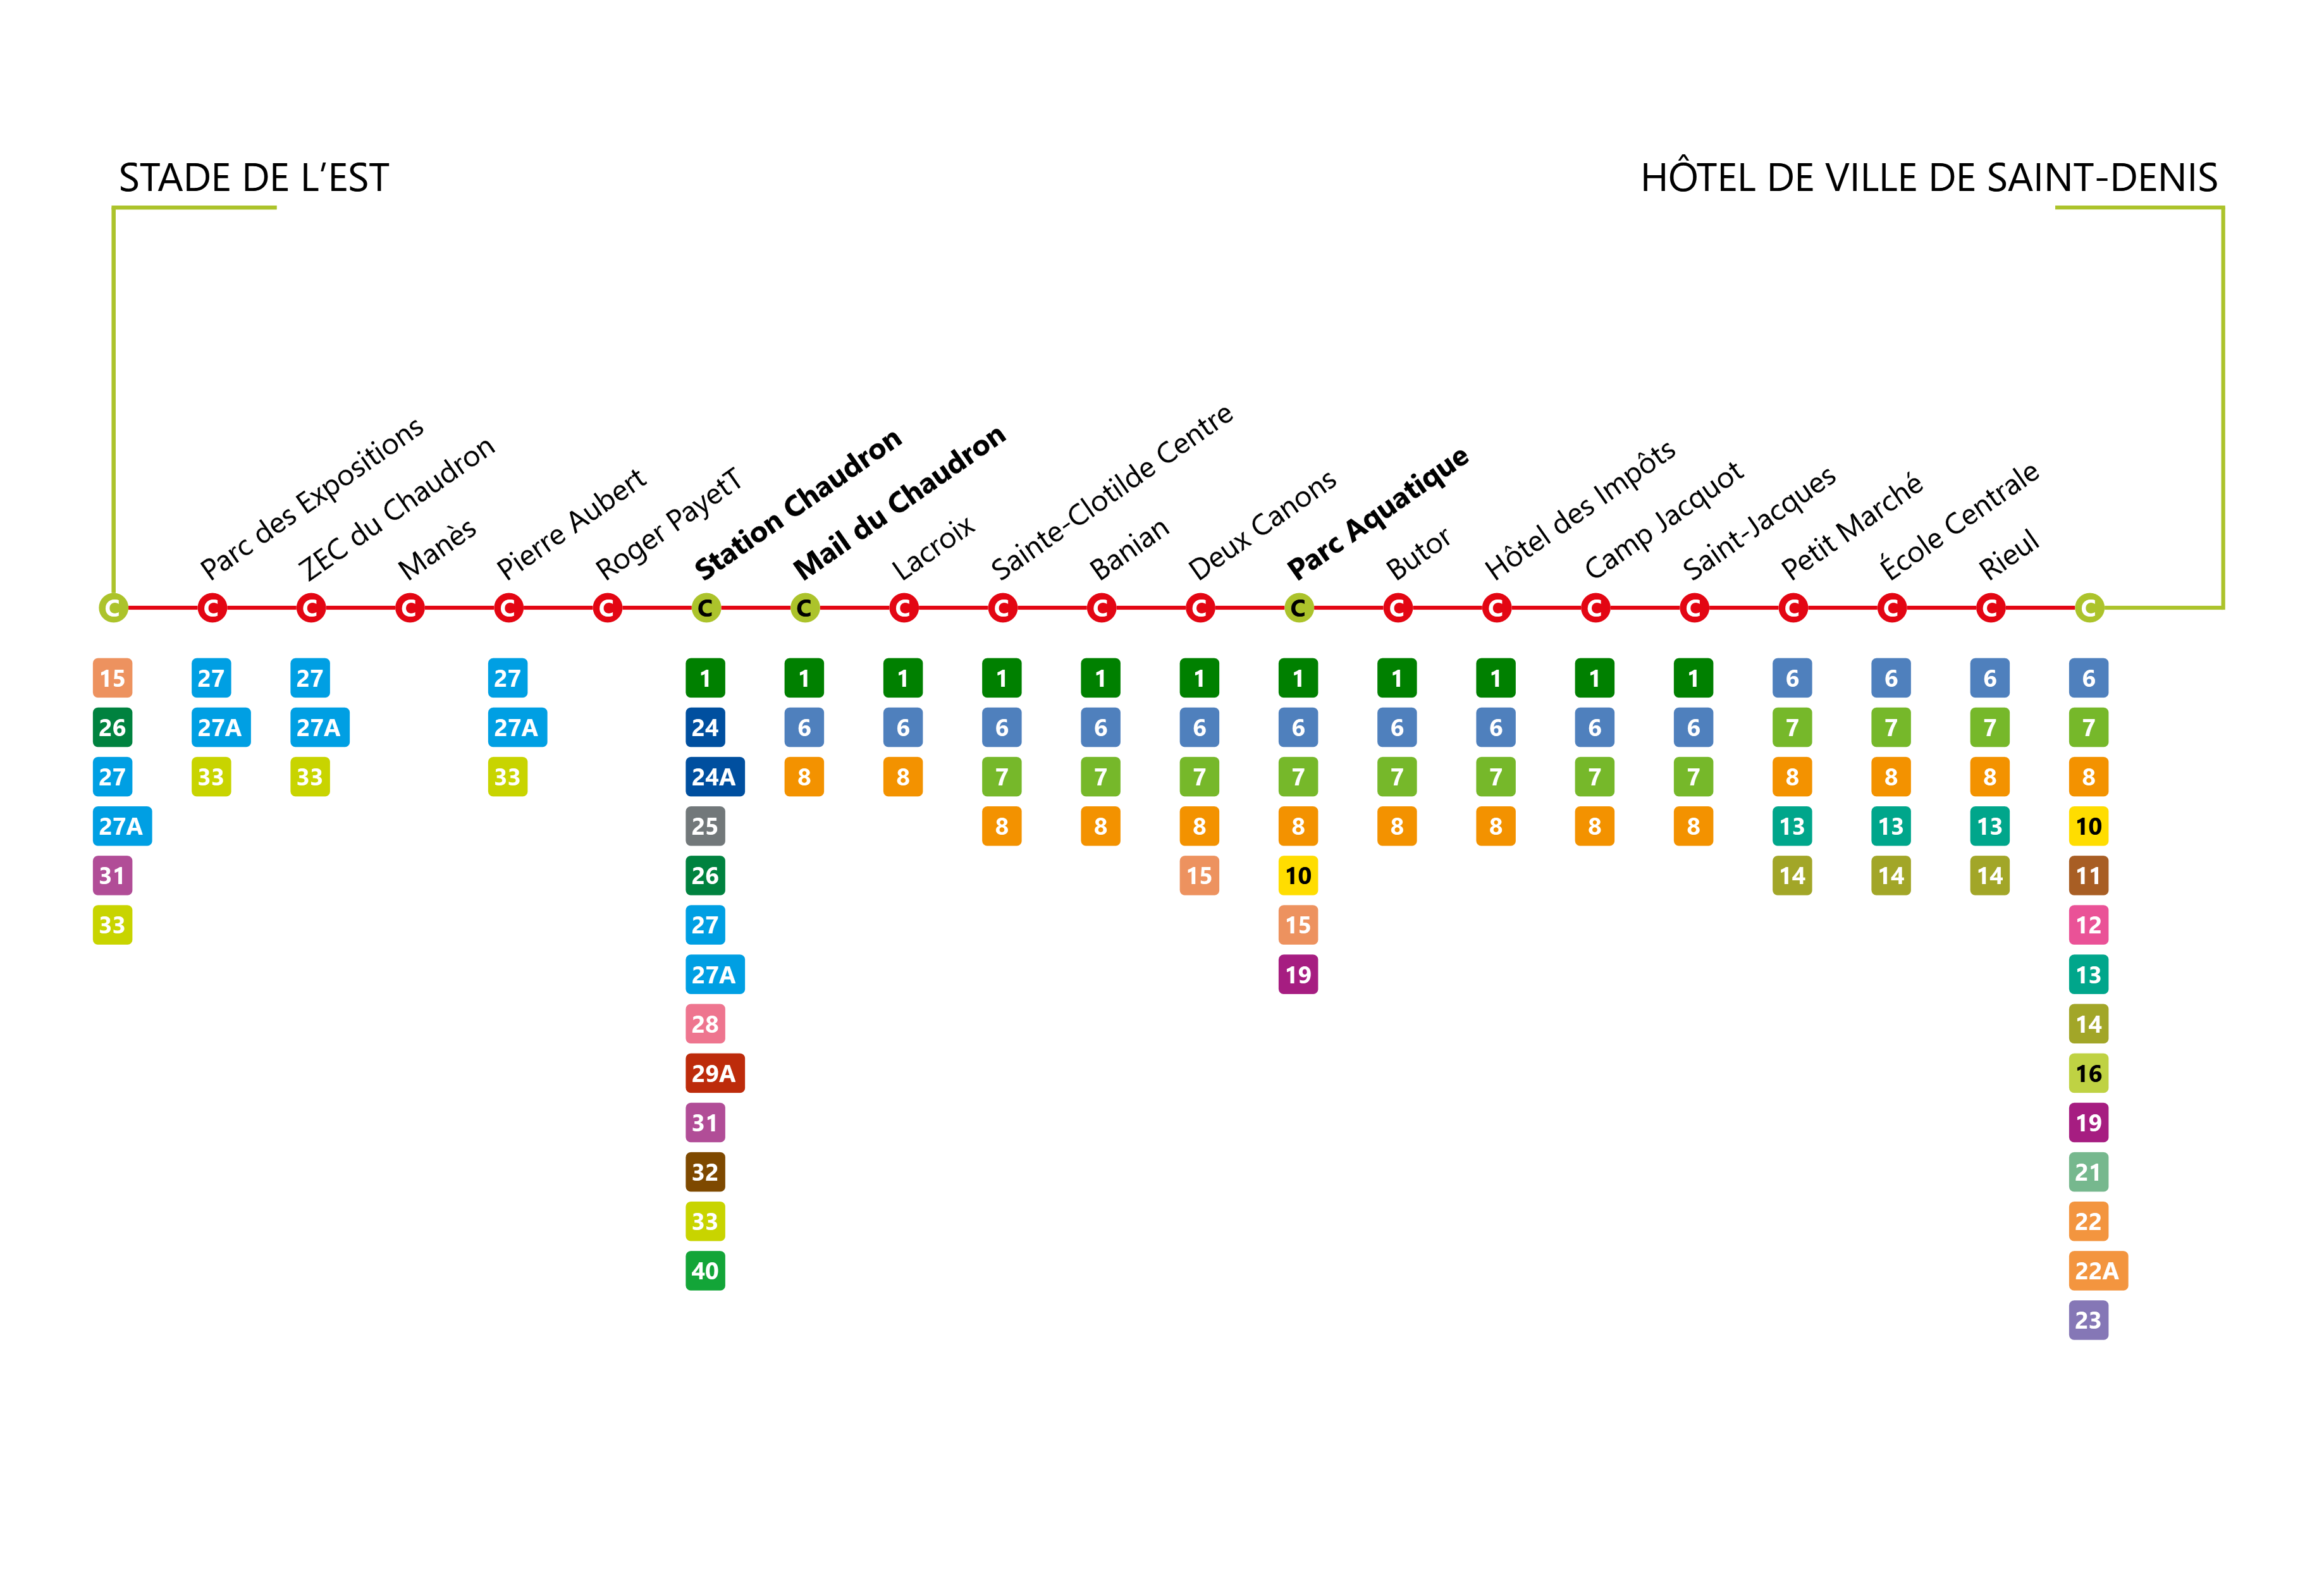 STADE DE L’EST
HÔTEL DE VILLE DE SAINT-DENIS
Parc des Expositions
ZEC du Chaudron
Manès
Pierre Aubert
Roger PayetT
Station Chaudron
Mail du Chaudron
Lacroix
Sainte-Clotilde Centre
Banian
Deux Canons
Parc Aquatique
Butor
Hôtel des Impôts
Camp Jacquot
Saint-Jacques
Petit Marché
École Centrale
Rieul
C C C C C C C C C C C C C C C C C C C C C
15 27 27 27 1 1 1 1 1 1 1 1 1 1 1 6 6 6 6
26 27A 27A 27A 24 6 6 6 6 6 6 6 6 6 6 7 7 7 7
27 33 33 33 24A 8 8 7 7 7 7 7 7 7 7 8 8 8 8
27A 25 8 8 8 8 8 8 8 8 13 13 13 10
31 26 15 10 14 14 14 11
33 27 15 12
27A 19 13
28 14
29A 16
31 19
32 21
33 22
40 22A
23